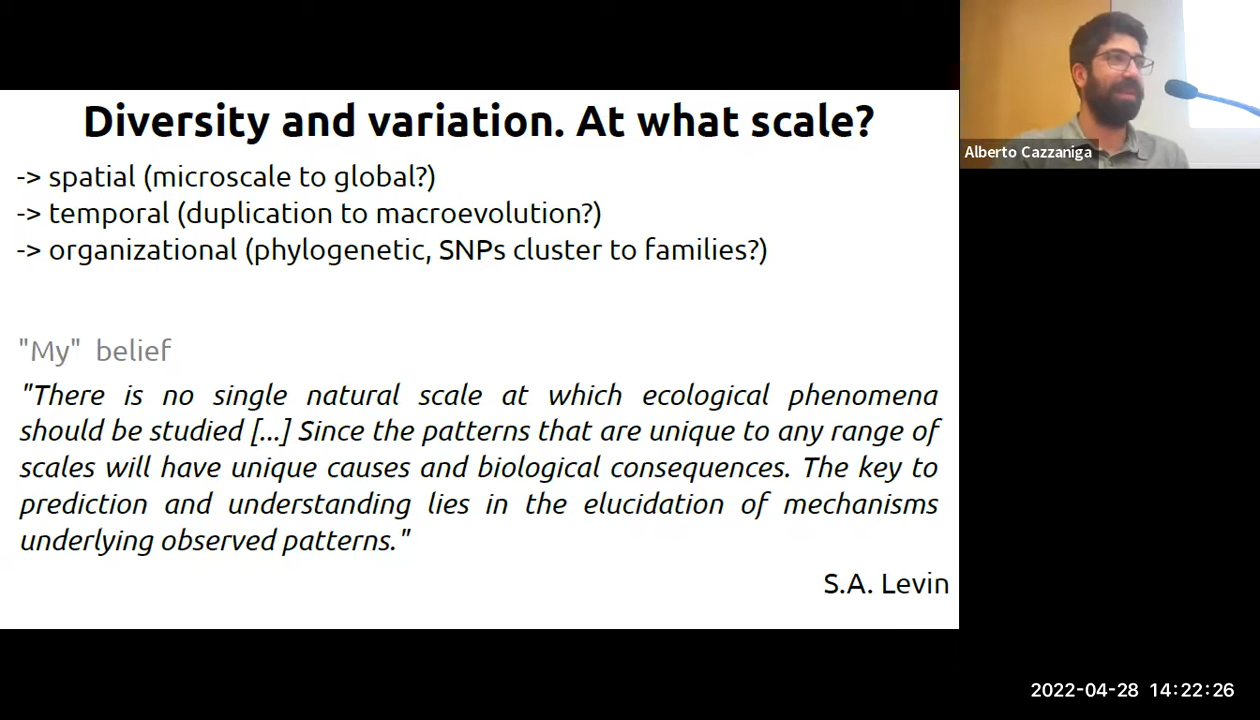 Diversity and variation. At what scale?
-> spatial (microscale to global?)
-> temporal (duplication to macroevolution?)
-> organizational (phylogenetic, SNPs cluster to families?)
"My" belief
"There is no single natural scale at which ecological phenomena
should be studied [...] Since the patterns that are unique to any range of
scales will have unique causes and biological consequences. The key to
prediction and understanding lies in the elucidation of mechanisms
underlying observed patterns."
S.A. Levin
Alberto Cazzaniga
2022-04-28 14:22:26